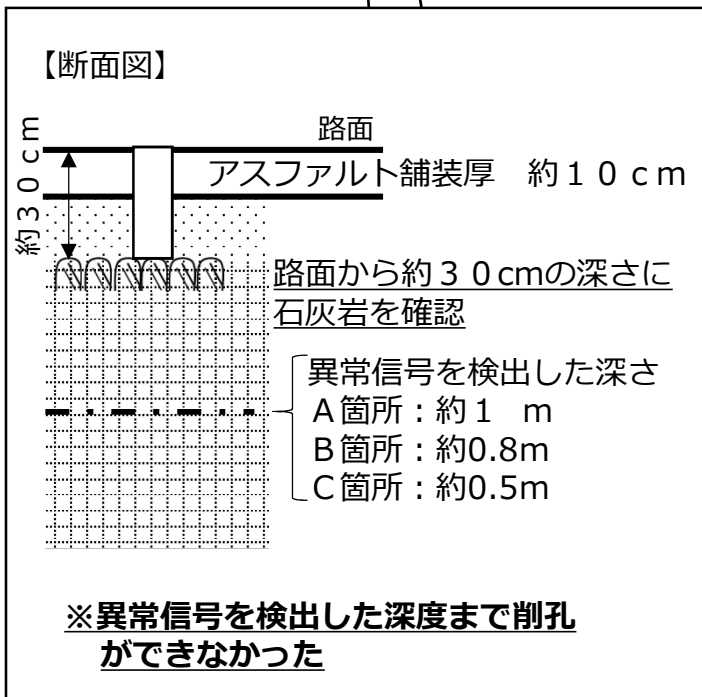 【断面図】
路面
約３０ｃｍ
アスファルト舗装厚　約１０ｃｍ
路面から約３０cmの深さに
石灰岩を確認
異常信号を検出した深さ
Ａ箇所：約１　ｍ
Ｂ箇所：約0.8ｍ
Ｃ箇所：約0.5ｍ
※異常信号を検出した深度まで削孔
ができなかった